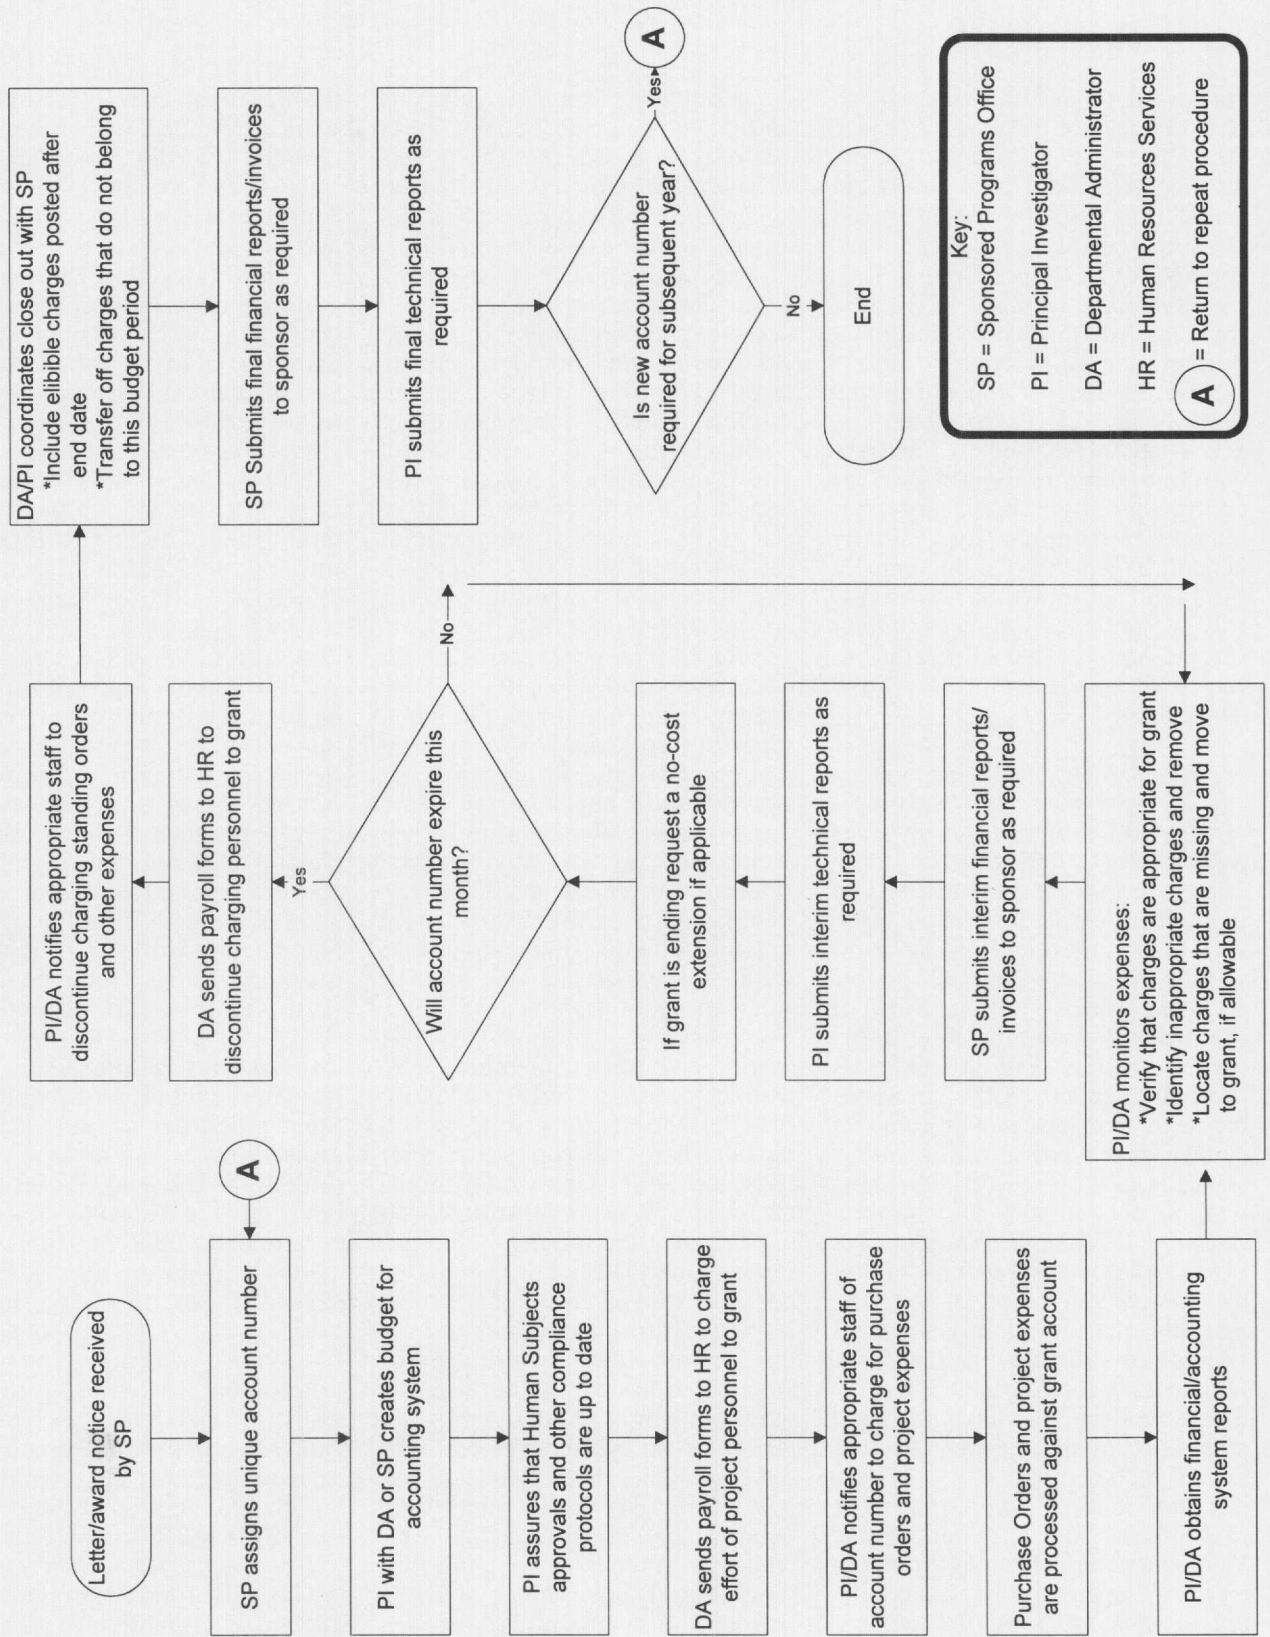 Letter/award notice received
by SP
A
SP assigns unique account number
PI with DA or SP creates budget for
accounting system
PI assures that Human Subjects
approvals and other compliance
protocols are up to date
DA sends payroll forms to HR to charge
effort of project personnel to grant
PI/DA notifies appropriate staff of
account number to charge for purchase
orders and project expenses
Purchase Orders and project expenses
are processed against grant account
PI/DA obtains financial/accounting
system reports
PI/DA notifies appropriate staff to
discontinue charging standing orders
and other expenses
DA sends payroll forms to HR to
discontinue charging personnel to grant
Yes
Will account number expire this
month?
No
If grant is ending request a no-cost
extension if applicable
PI submits interim technical reports as
required
SP submits interim financial reports/
invoices to sponsor as required
PI/DA monitors expenses:
*Verify that charges are appropriate for grant
*Identify inappropriate charges and remove
*Locate charges that are missing and move
to grant, if allowable
DA/PI coordinates close out with SP
*Include elibible charges posted after
end date
*Transfer off charges that do not belong
to this budget period
SP Submits final financial reports/invoices
to sponsor as required
PI submits final technical reports as
required
Is new account number
required for subsequent year?
Yes
A
No
End
Key:
SP = Sponsored Programs Office
PI = Principal Investigator
DA = Departmental Administrator
HR = Human Resources Services
A = Return to repeat procedure